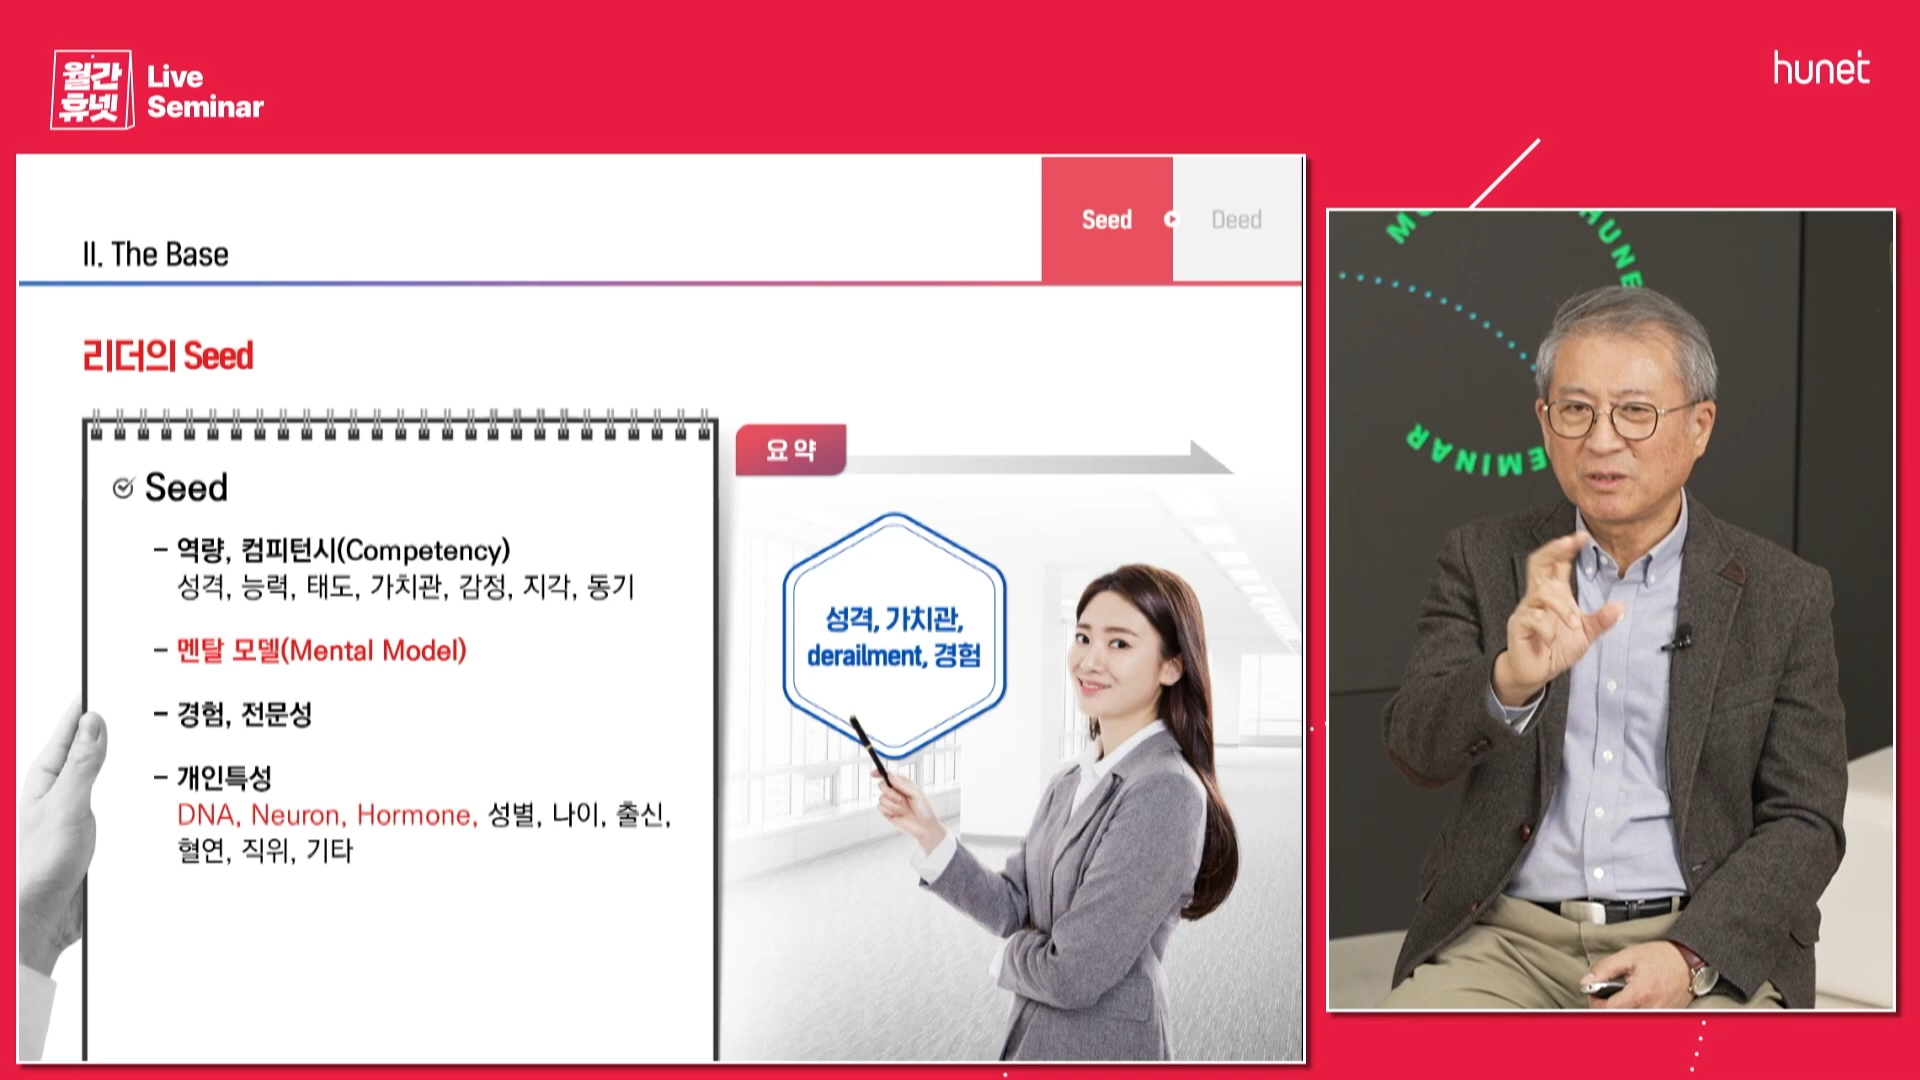 월간
휴넷
Live
Seminar
hunet
Seed
Deed
II. The Base
리더의 Seed
Seed
– 역량, 컴피턴시(Competency)
성격, 능력, 태도, 가치관, 감정, 지각, 동기
– 멘탈 모델(Mental Model)
– 경험, 전문성
– 개인특성
DNA, Neuron, Hormone, 성별, 나이, 출신,
혈연, 직위, 기타
요약
성격, 가치관,
derailment, 경험
HUNE
EMINAR